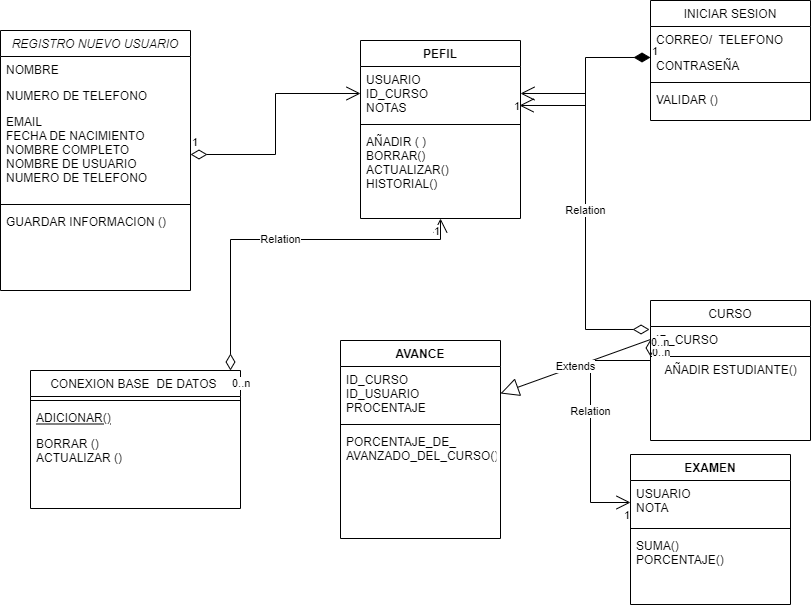 REGISTRO NUEVO USUARIO
NOMBRE
NUMERO DE TELEFONO
EMAIL
FECHA DE NACIMIENTO
NOMBRE COMPLETO
NOMBRE DE USUARIO
NUMERO DE TELEFONO
GUARDAR INFORMACION ()
1
PEFIL
USUARIO
ID_CURSO
NOTAS
AÑADIR ( )
BORRAR()
ACTUALIZAR()
HISTORIAL()
1
1
INICIAR SESION
CORREO/ TELEFONO
1
CONTRASEÑA
VALIDAR ()
Relation
Relation
CONEXION BASE DE DATOS
0..n
ADICIONAR()
BORRAR ()
ACTUALIZAR ()
AVANCE
ID_CURSO
ID_USUARIO
PROCENTAJE
PORCENTAJE_DE_
AVANZADO_DEL_CURSO()
Extends
CURSO
_CURSO
0..n
0..n
AÑADIR ESTUDIANTE()
Relation
1
EXAMEN
USUARIO
NOTA
SUMA()
PORCENTAJE()